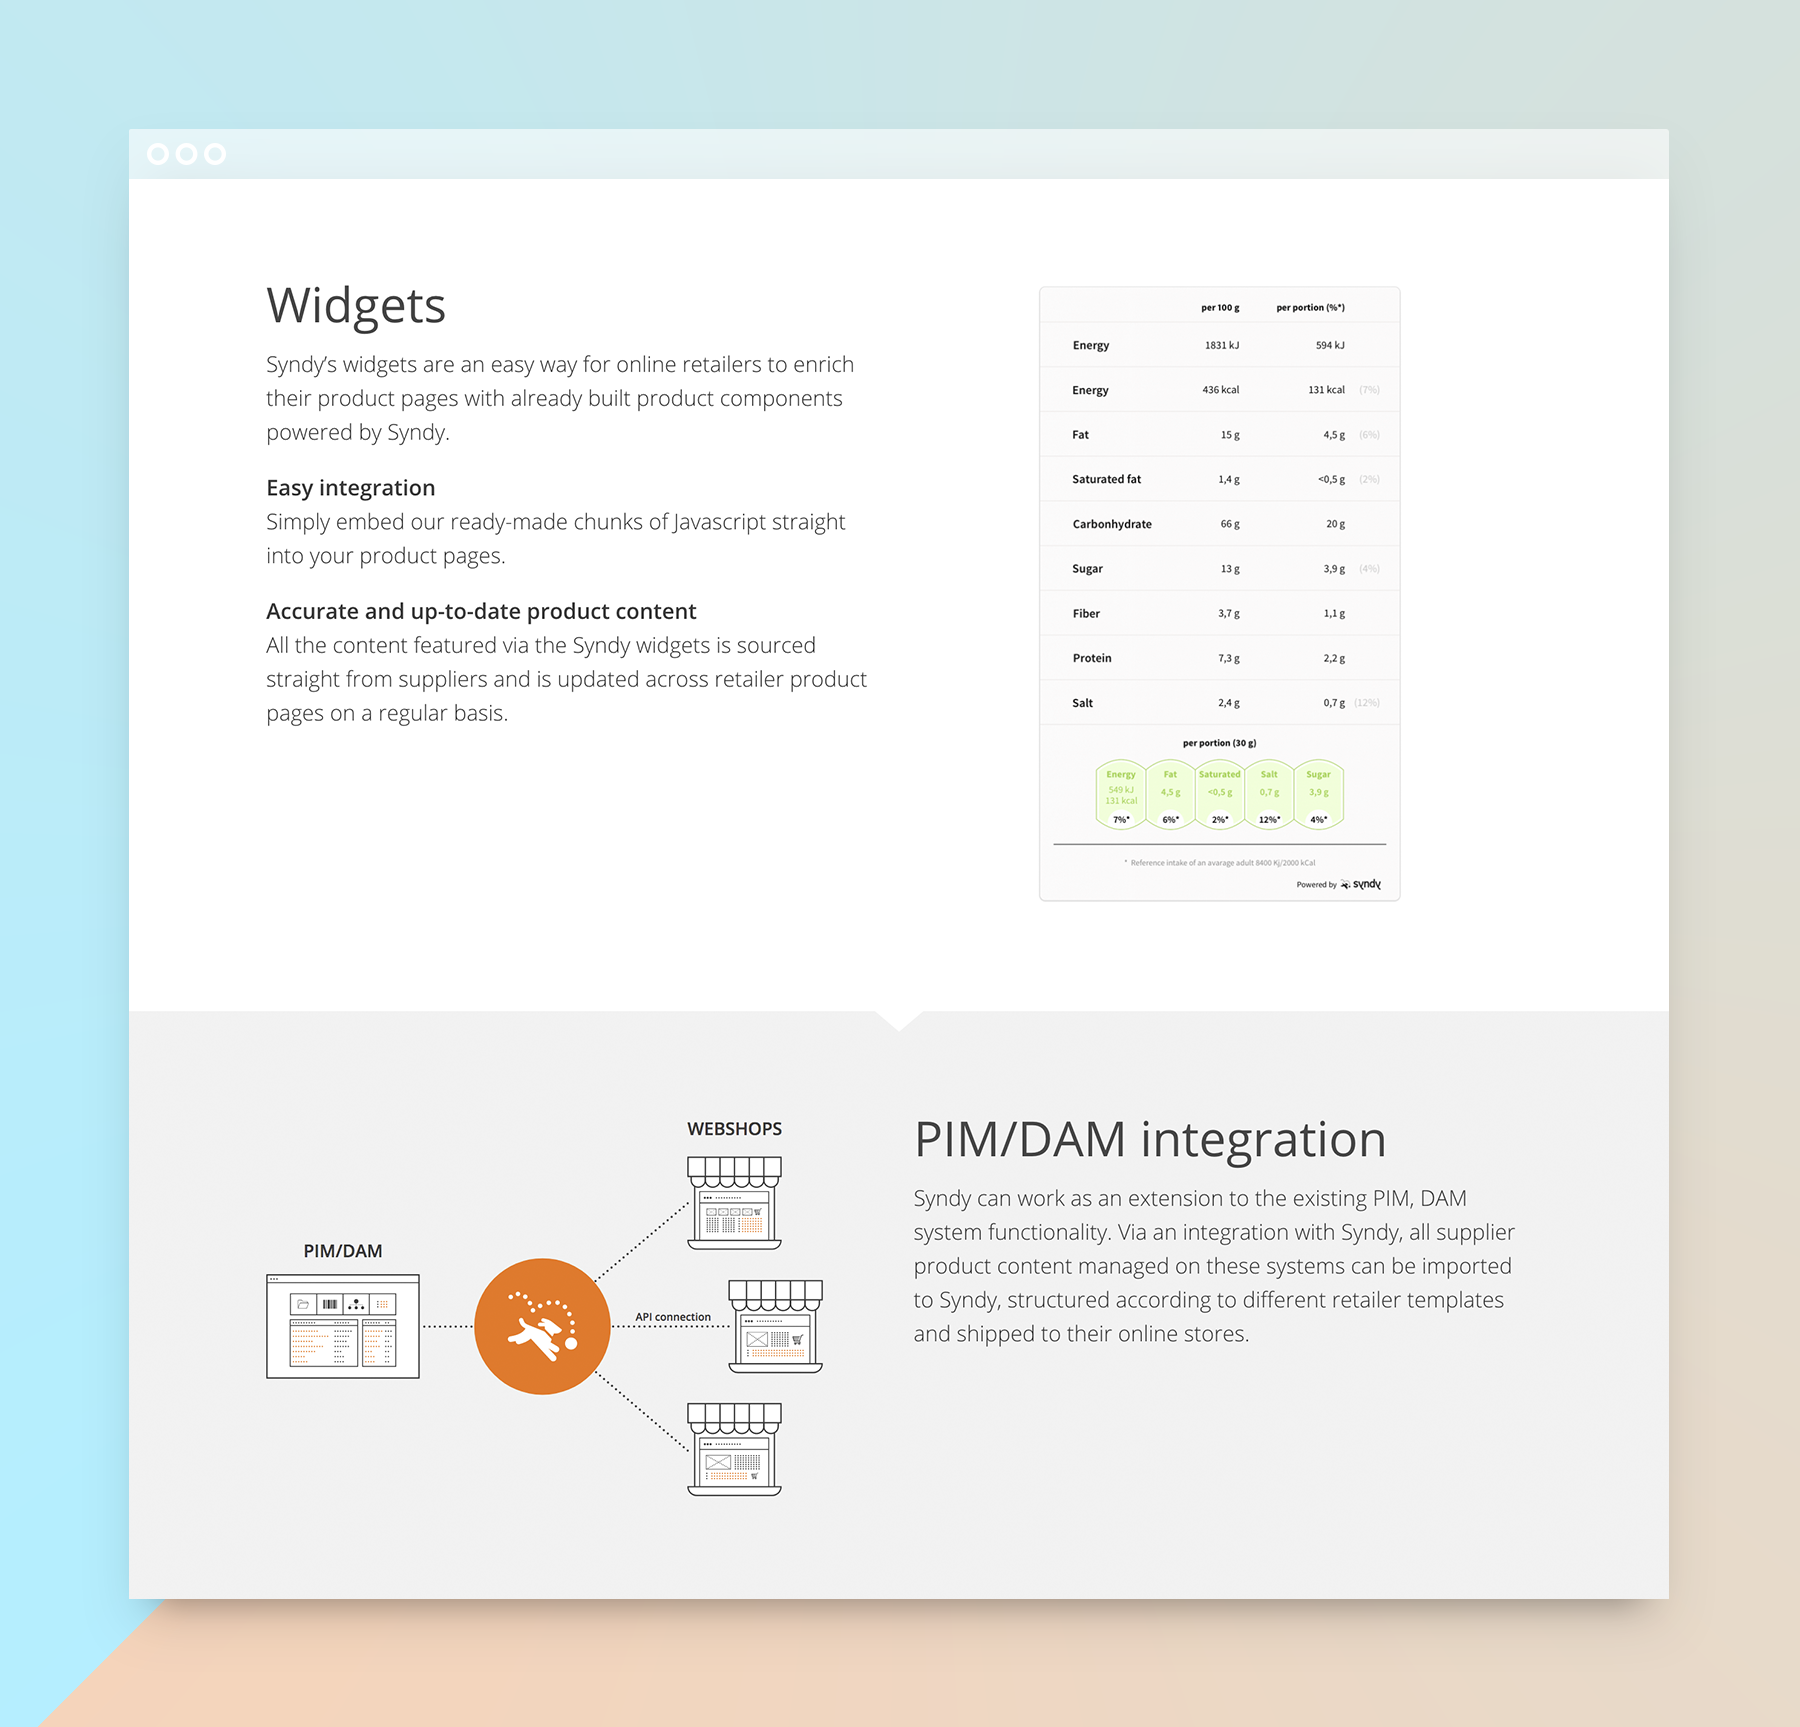 Widgets
Syndy’s widgets are an easy way for online retailers to enrich
their product pages with already built product components
powered by Syndy.
Easy integration
Simply embed our ready-made chunks of Javascript straight
into your product pages.
Accurate and up-to-date product content
All the content featured via the Syndy widgets is sourced
straight from suppliers and is updated across retailer product
pages on a regular basis.
per 100 g per portion (%*)
Energy 1831 kJ 594 kJ
Energy 436 kcal 131 kcal (7%)
Fat 15 g 4,5 g (6%)
Saturated fat 1,4 g <0,5 g (2%)
Carbonhydrate 66 g 20 g
Sugar 13 g 3,9 g (4%)
Fiber 3,7 g 1,1 g
Protein 7,3 g 2,2 g
Salt 2,4 g 0,7 g (12%)
per portion (30 g)
Energy Fat Saturated Salt Sugar
549 kJ 4,5 g <0,5 g 0,7 g 3,9 g
131 kcal
7%* 6%* 2%* 12%* 4%*
* Reference intake of an avarage adult 8400 Kj/2000 kCal
Powered by syndy
WEBSHOPS
PIM/DAM
API connection
PIM/DAM integration
Syndy can work as an extension to the existing PIM, DAM
system functionality. Via an integration with Syndy, all supplier
product content managed on these systems can be imported
to Syndy, structured according to different retailer templates
and shipped to their online stores.